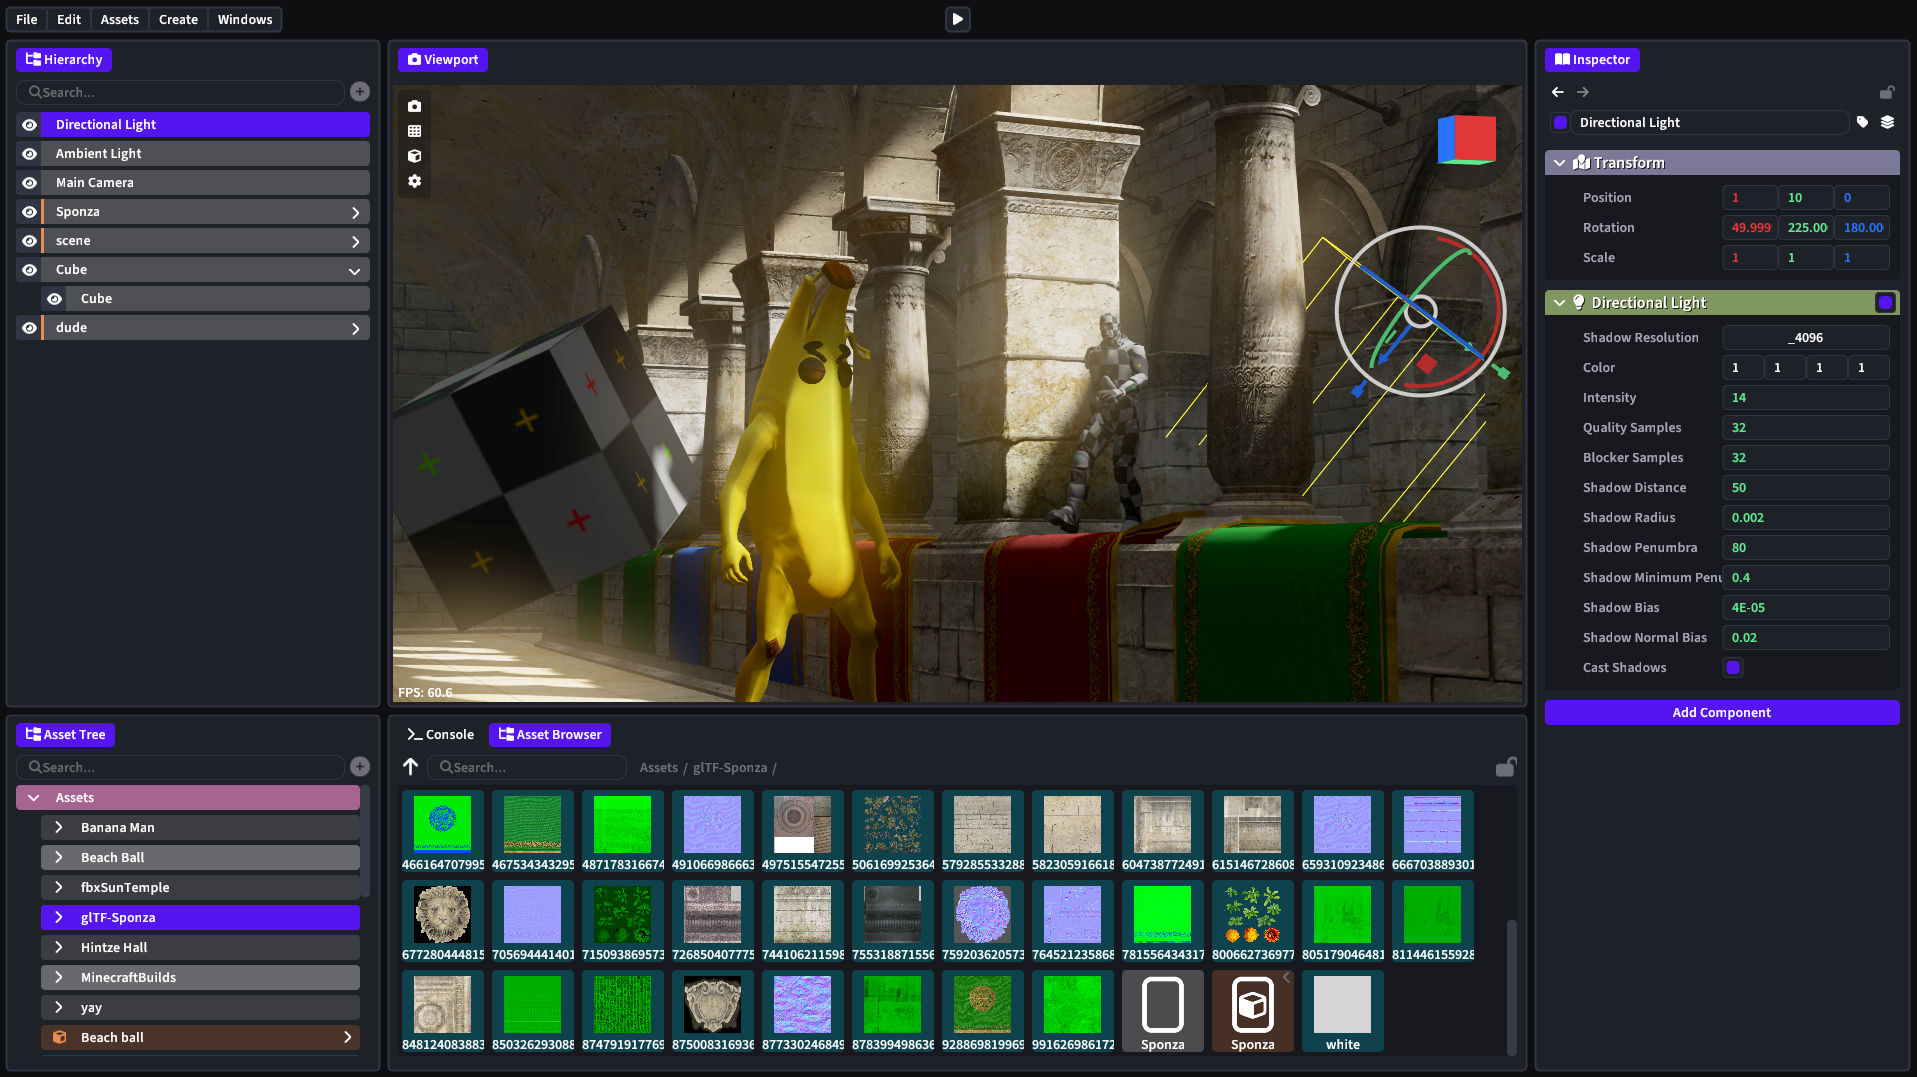 File Edit Assets Create Windows
Hierarchy
Search...
Directional Light
Ambient Light
Main Camera
Sponza
scene
Cube
Cube
dude
Viewport
FPS: 60.6
Inspector
Directional Light
Transform
Position 1 10 0
Rotation 49.999 225.00 180.00
Scale 1 1 1
Directional Light
Shadow Resolution _4096
Color 1 1 1 1
Intensity 14
Quality Samples 32
Blocker Samples 32
Shadow Distance 50
Shadow Radius 0.002
Shadow Penumbra 80
Shadow Minimum Penu 0.4
Shadow Bias 4E-05
Shadow Normal Bias 0.02
Cast Shadows
Add Component
Asset Tree
Search...
Assets
Banana Man
Beach Ball
fbxSunTemple
glTF-Sponza
Hintze Hall
MinecraftBuilds
yay
Beach ball
Console Asset Browser
Search... Assets / glTF-Sponza /
466164707995 467534343295 487178316674 491066986663 497515547255 506169925364 579285533288 582305916618 604738772491 615146728608 659310923486 666703889301
677280444815 705694441401 715093869573 726850407775 744106211598 755318871556 759203620573 764521235868 781556434317 800662736977 805179046481 811446155928
848124083883 850326293088 874791917769 875008316936 877330246849 878399498636 928869819969 991626986172 Sponza Sponza white